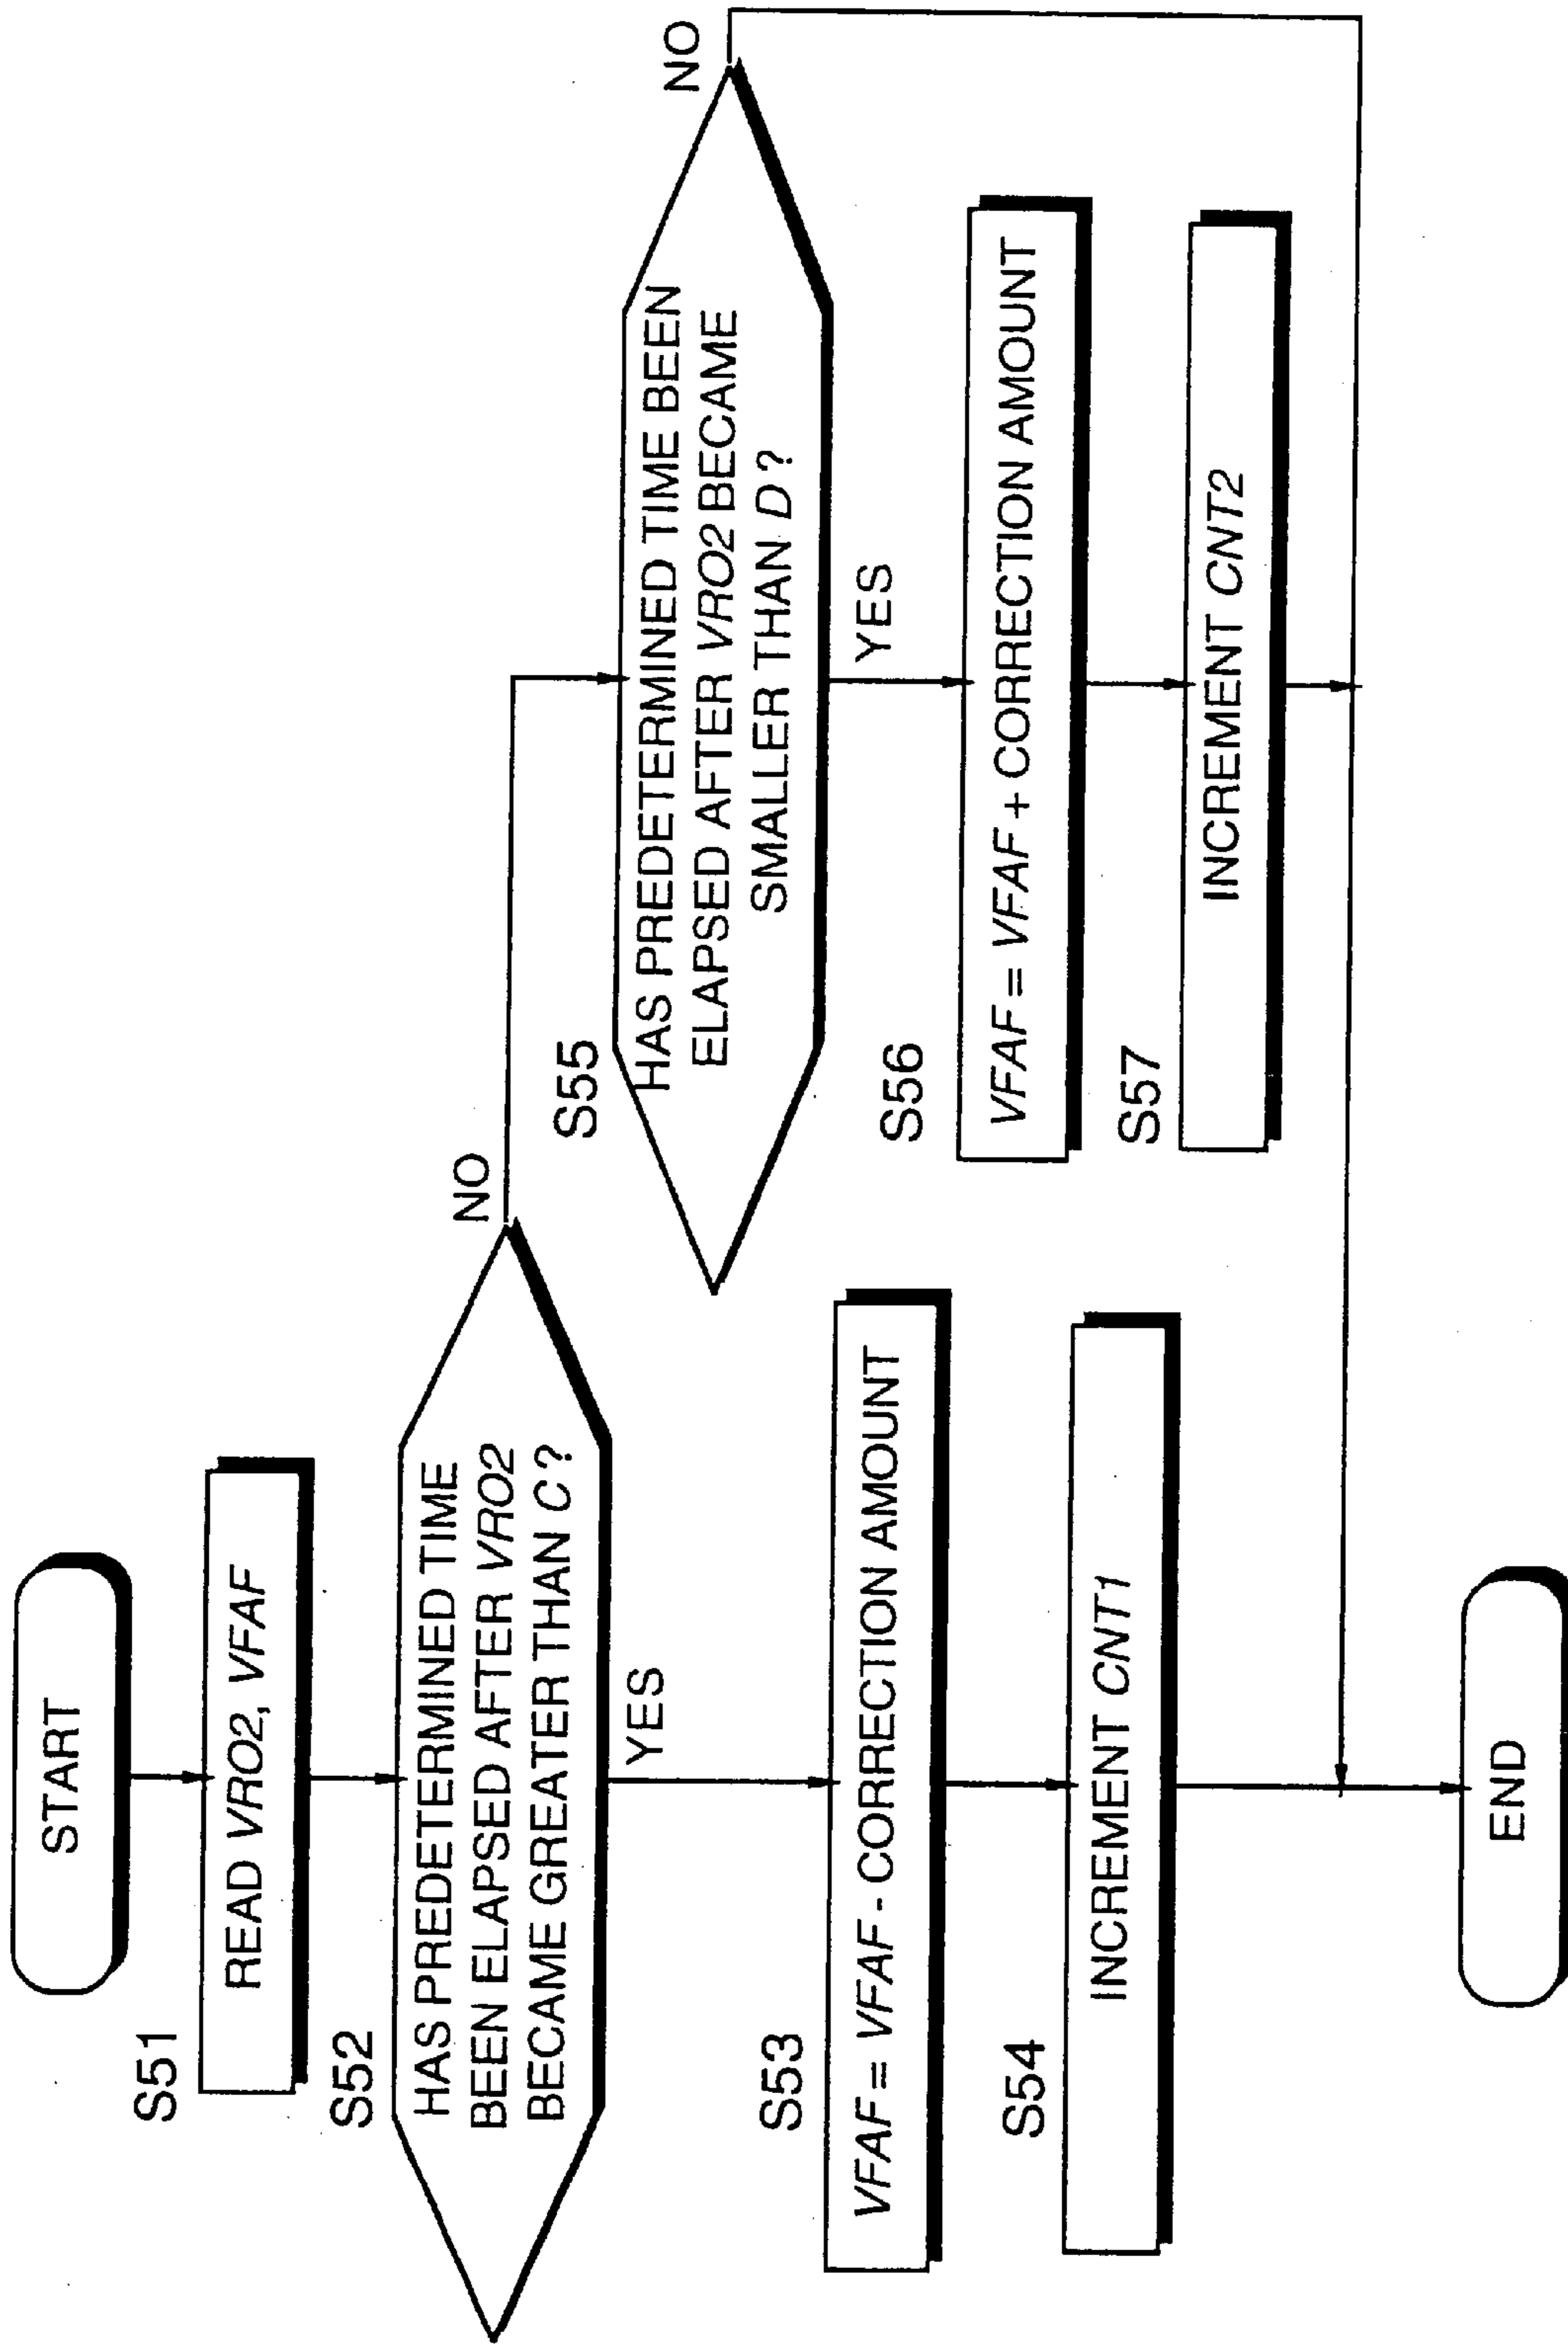 START
S51
READ VRO2, VFAF
S52
HAS PREDETERMINED TIME
BEEN ELAPSED AFTER VRO2
BECAME GREATER THAN C?
NO
YES
S53
VFAF = VFAF - CORRECTION AMOUNT
S54
INCREMENT CNT1
END
S55
HAS PREDETERMINED TIME BEEN
ELAPSED AFTER VRO2 BECAME
SMALLER THAN D?
NO
YES
S56
VFAF = VFAF + CORRECTION AMOUNT
S57
INCREMENT CNT2